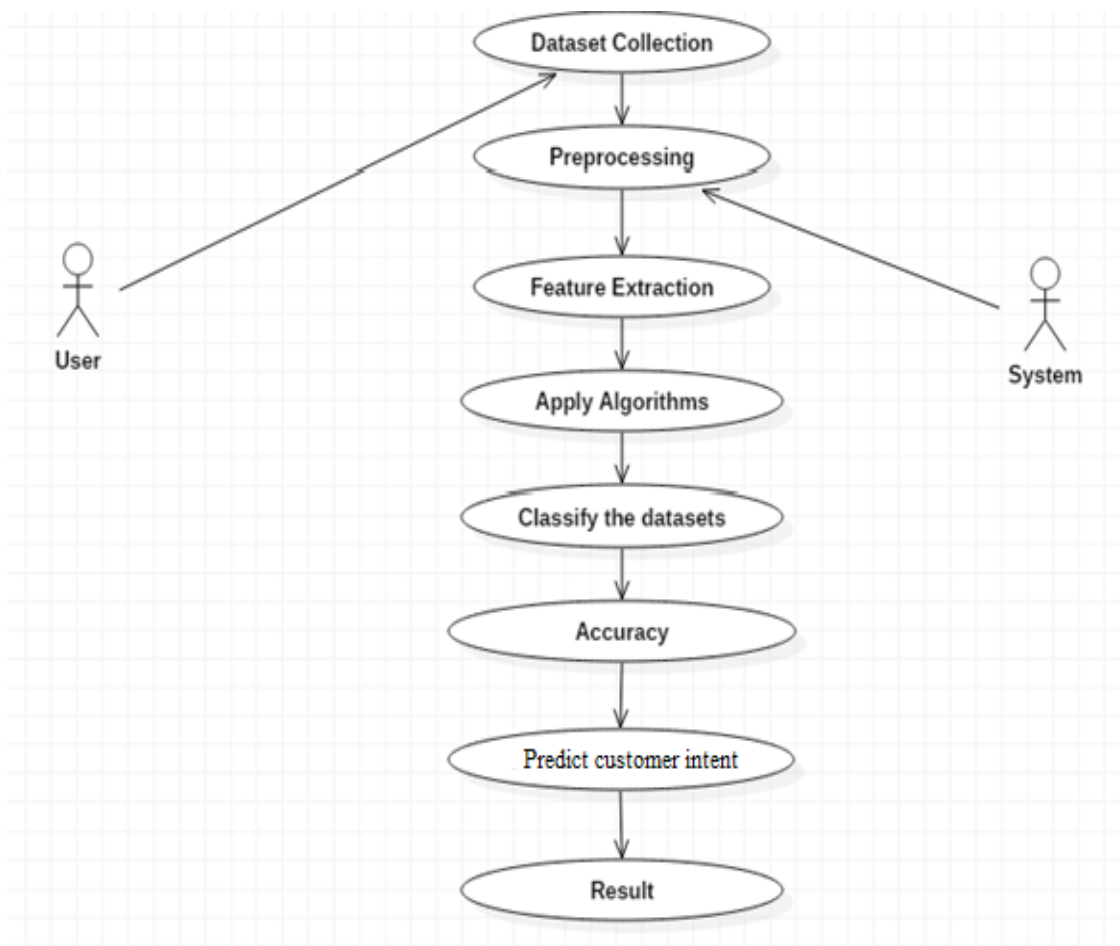 Dataset Collection
Preprocessing
Feature Extraction
User
System
Apply Algorithms
Classify the datasets
Accuracy
Predict customer intent
Result